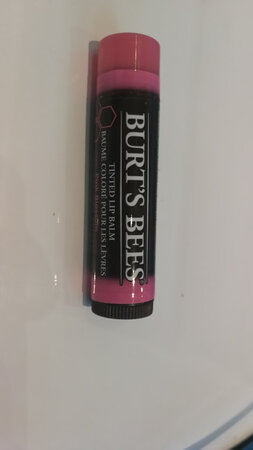 BURT'S BEES
TINTED LIP BALM
BAUME COLORÉ POUR LES LÈVRES